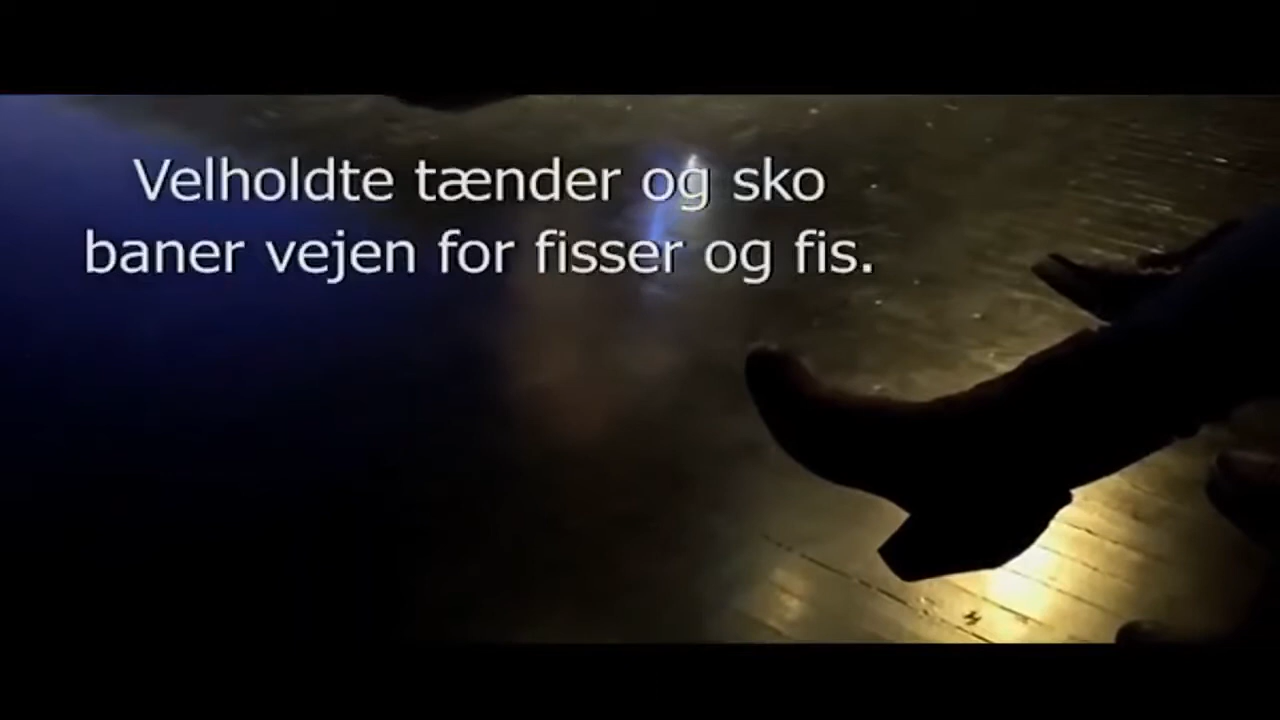 Velholdte tænder og sko
baner vejen for fisser og fis.